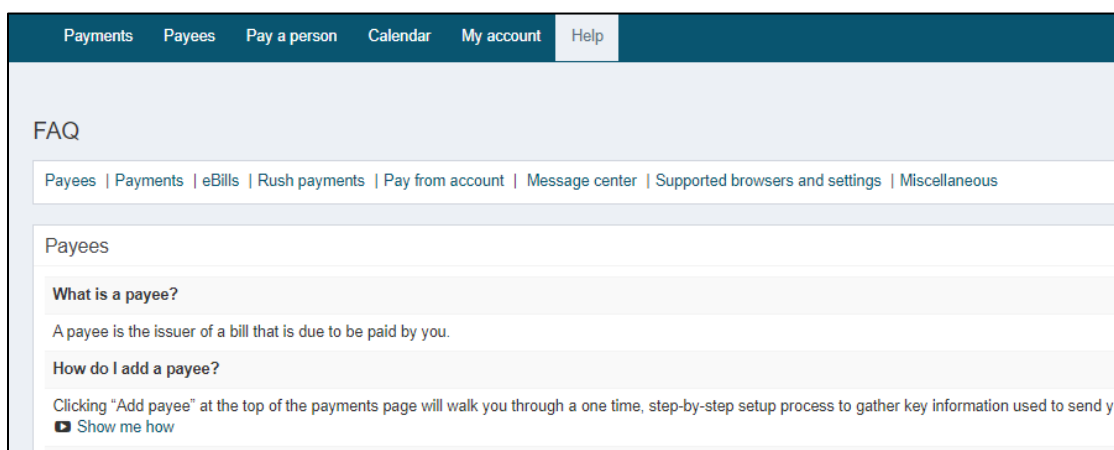 Payments Payees Pay a person Calendar My account Help
FAQ
Payees | Payments | eBills | Rush payments | Pay from account | Message center | Supported browsers and settings | Miscellaneous
Payees
What is a payee?
A payee is the issuer of a bill that is due to be paid by you.
How do I add a payee?
Clicking “Add payee” at the top of the payments page will walk you through a one time, step-by-step setup process to gather key information used to send y
Show me how